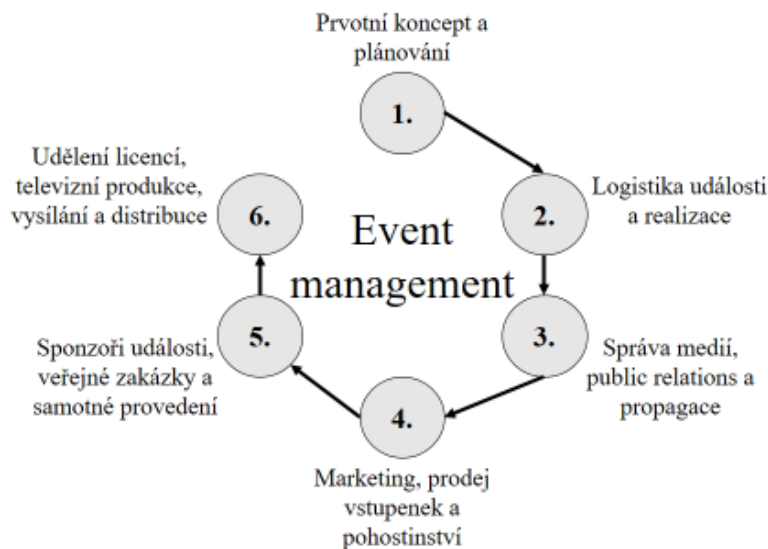 Prvotní koncept a
plánování
1.
Logistika události
a realizace
2.
Správa medií,
public relations a
propagace
3.
Marketing, prodej
vstupenek a
pohostinství
4.
Sponzoři události,
veřejné zakázky a
samotné provedení
5.
Udělení licencí,
televizní produkce,
vysílání a distribuce
6.
Event
management